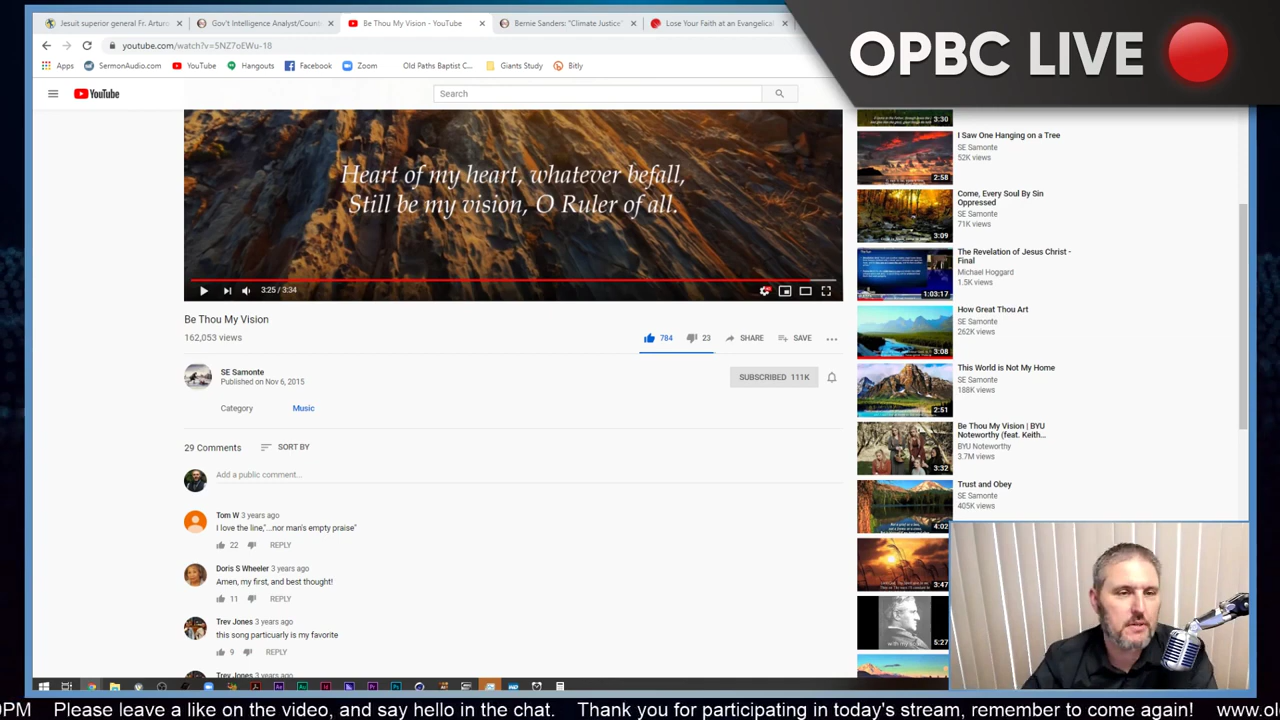 Jesuit superior general Fr. Arturo
Gov't Intelligence Analyst/Count
Be Thou My Vision - YouTube
Bernie Sanders: "Climate Justice"
Lose Your Faith at an Evangelical
OPBC LIVE
youtube.com/watch?v=5NZ7oEWu-18
Apps
SermonAudio.com
YouTube
Hangouts
Facebook
Zoom
Old Paths Baptist C...
Giants Study
Bitly
YouTube
Search
Heart of my heart, whatever befall,
Still be my vision, O Ruler of all.
3:25 / 3:34
Be Thou My Vision
162,053 views
784
23
SHARE
SAVE
SE Samonte
Published on Nov 6, 2015
SUBSCRIBED 111K
Category
Music
29 Comments
SORT BY
Add a public comment...
Tom W 3 years ago
I love the line,"...nor man's empty praise"
22
REPLY
Doris S Wheeler 3 years ago
Amen, my first, and best thought!
11
REPLY
Trev Jones 3 years ago
this song particuarly is my favorite
9
REPLY
Trev Jones 3 years ago
3:30
I Saw One Hanging on a Tree
SE Samonte
52K views
2:58
Come, Every Soul By Sin
Oppressed
SE Samonte
71K views
3:09
The Revelation of Jesus Christ -
Final
Michael Hoggard
1.5K views
1:03:17
How Great Thou Art
SE Samonte
262K views
3:08
This World is Not My Home
SE Samonte
188K views
2:51
Be Thou My Vision | BYU
Noteworthy (feat. Keith...
BYU Noteworthy
3.7M views
3:32
Trust and Obey
SE Samonte
405K views
4:02
3:47
5:27
0PM Please leave a like on the video, and say hello in the chat. Thank you for participating in today's stream, remember to come again! www.ol